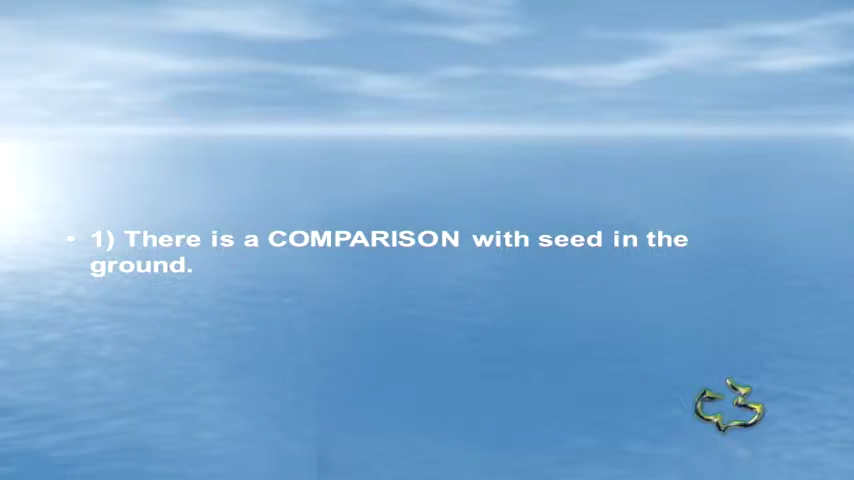 • 1) There is a COMPARISON with seed in the
ground.